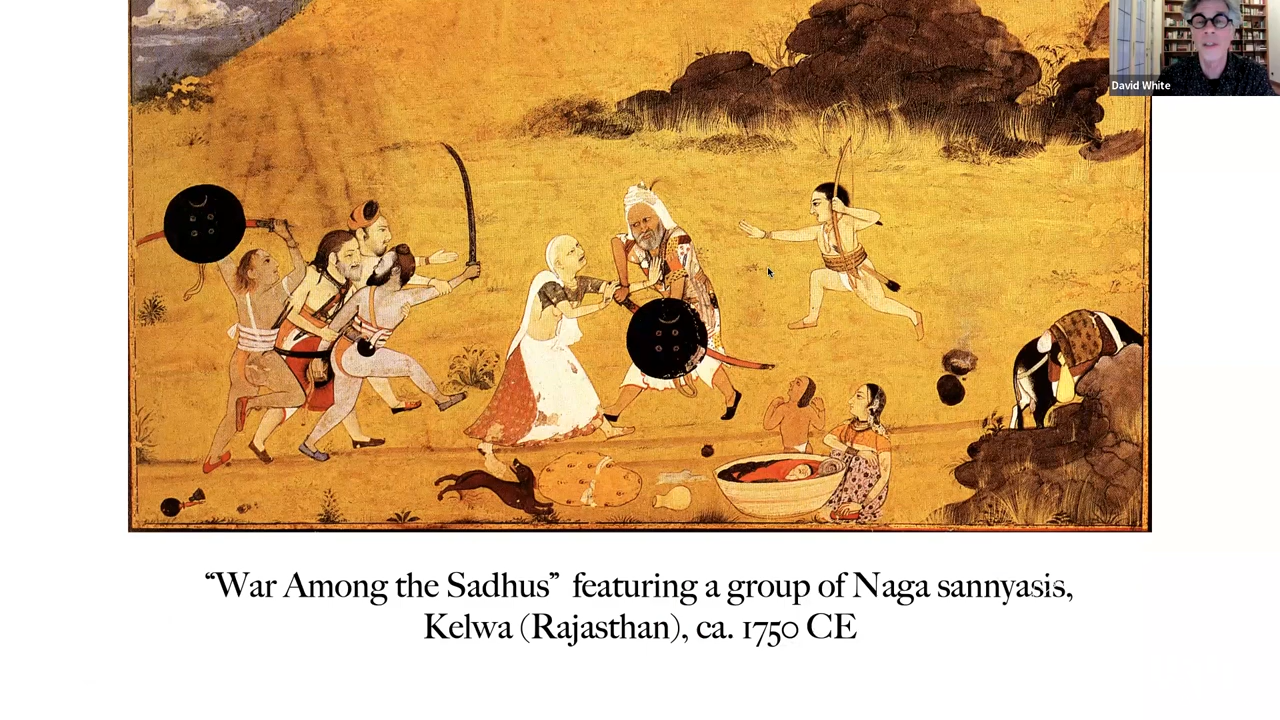 David White
“War Among the Sadhus” featuring a group of Naga sannyasis,
Kelwa (Rajasthan), ca. 1750 CE